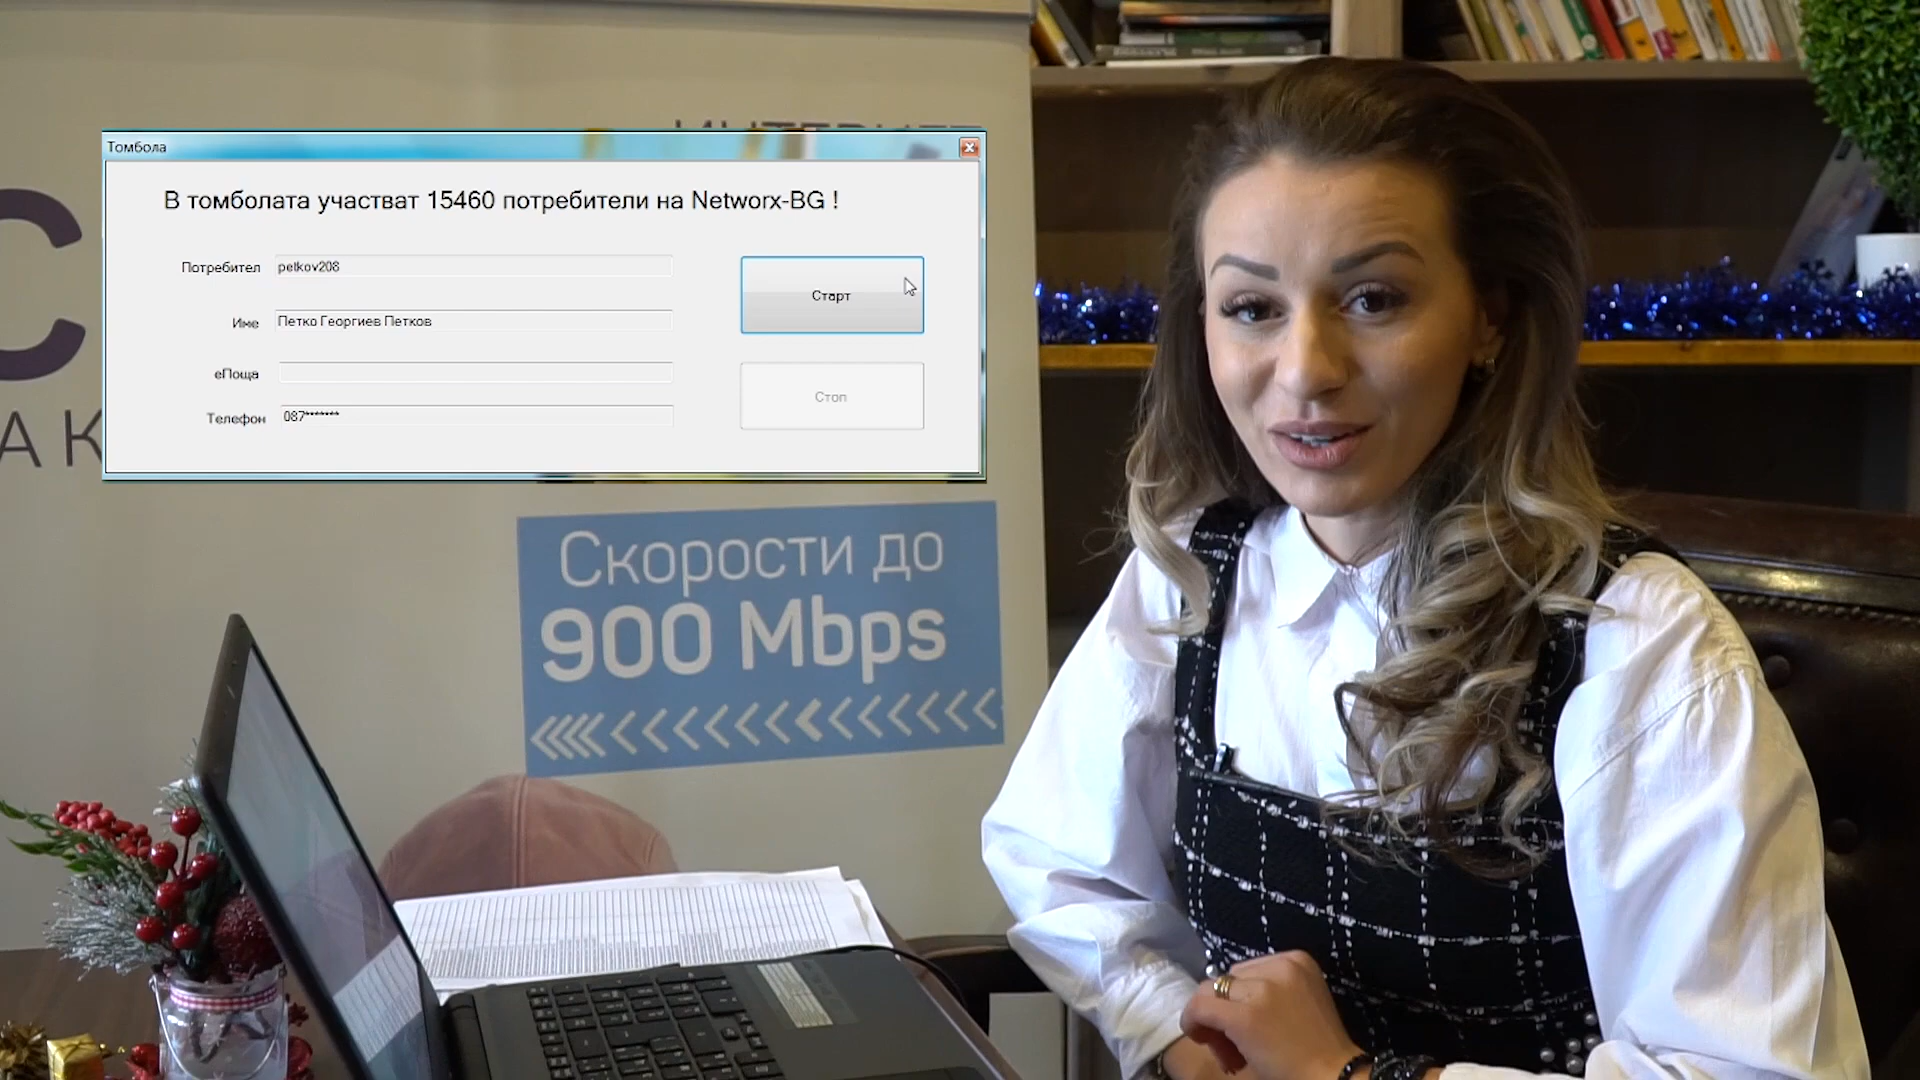 Томбола
В томболата участват 15460 потребители на Networx-BG !
Потребител petkov208
Старт
Име Петко Георгиев Петков
еПоща
Стоп
Телефон 087*******
С
АК
Скорости до
900 Mbps